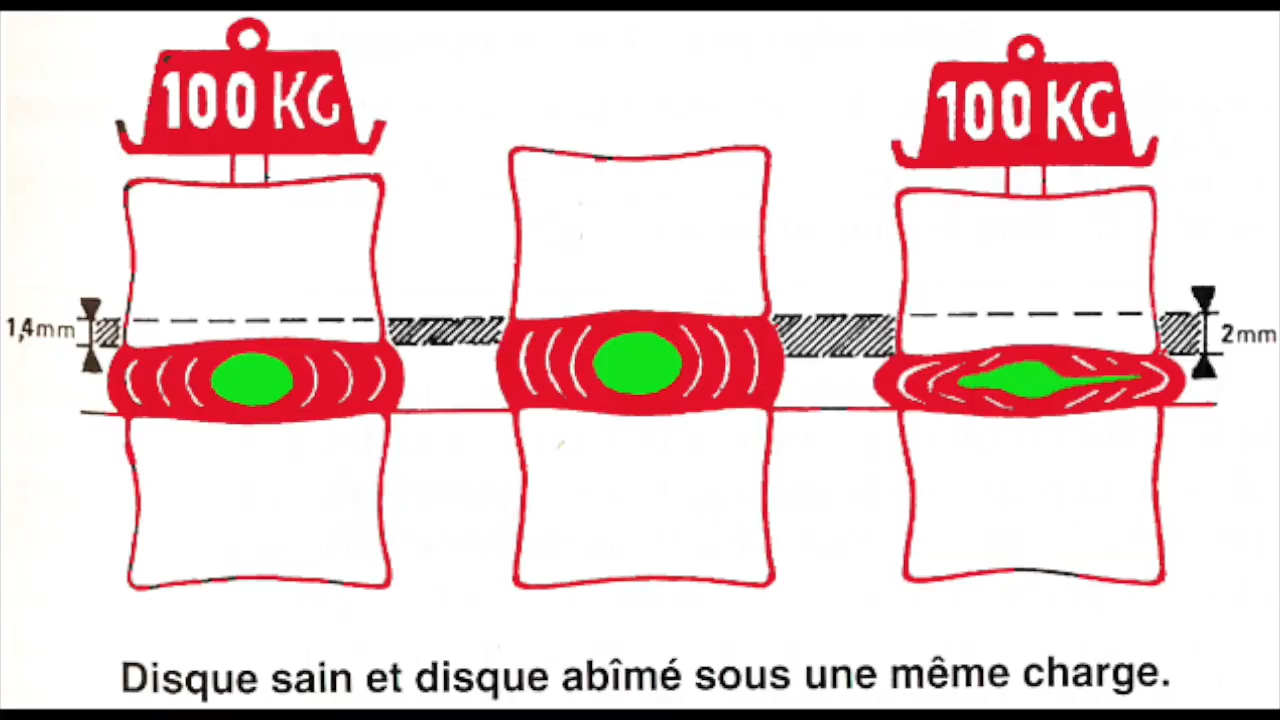 100 KG
100 KG
1,4mm
2mm
Disque sain et disque abîmé sous une même charge.